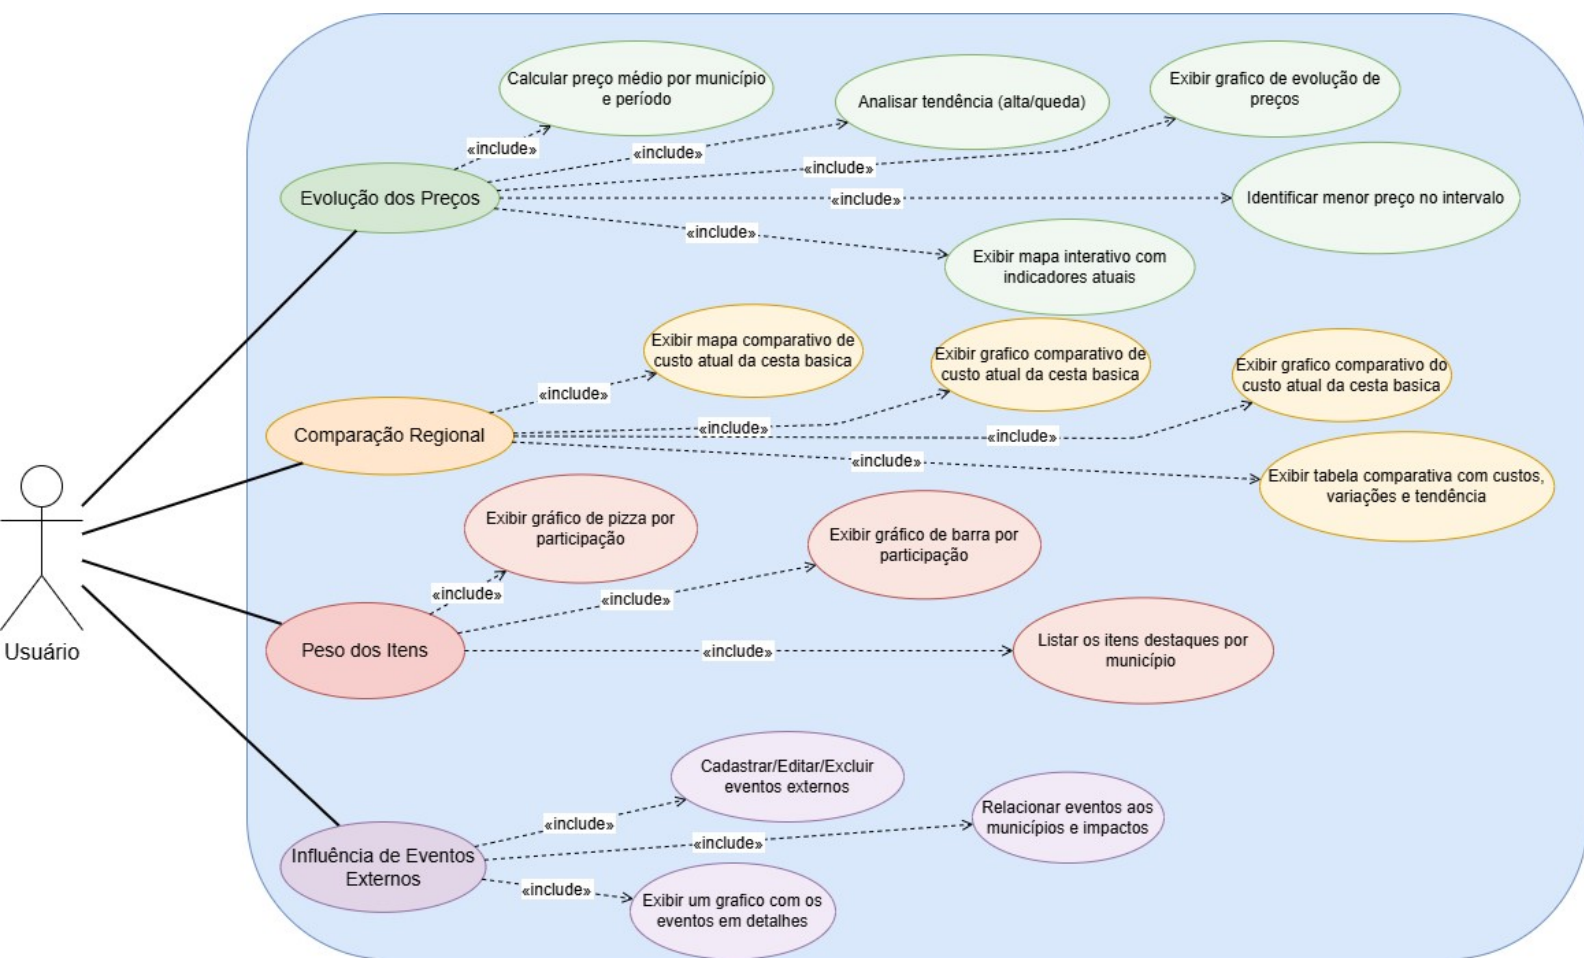 Calcular preço médio por município
e período
Analisar tendência (alta/queda)
Exibir grafico de evolução de
preços
«include»
«include»
«include»
Evolução dos Preços
«include»
Identificar menor preço no intervalo
«include»
Exibir mapa interativo com
indicadores atuais
Exibir mapa comparativo de
custo atual da cesta basica
Exibir grafico comparativo de
custo atual da cesta basica
Exibir grafico comparativo do
custo atual da cesta basica
«include»
«include»
«include»
Comparação Regional
«include»
Exibir tabela comparativa com custos,
variações e tendência
Exibir gráfico de pizza por
participação
Exibir gráfico de barra por
participação
«include»
«include»
Usuário
Peso dos Itens
«include»
Listar os itens destaques por
município
Cadastrar/Editar/Excluir
eventos externos
Relacionar eventos aos
municípios e impactos
«include»
«include»
Influência de Eventos
Externos
«include»
Exibir um grafico com os
eventos em detalhes